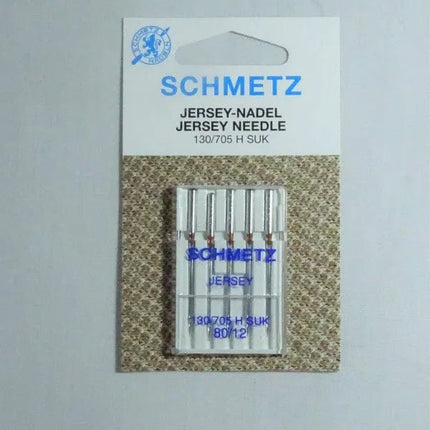 SCHMETZ
JERSEY-NADEL
JERSEY NEEDLE
130/705 H SUK
SCHMETZ
JERSEY
130/705 H SUK
80/12